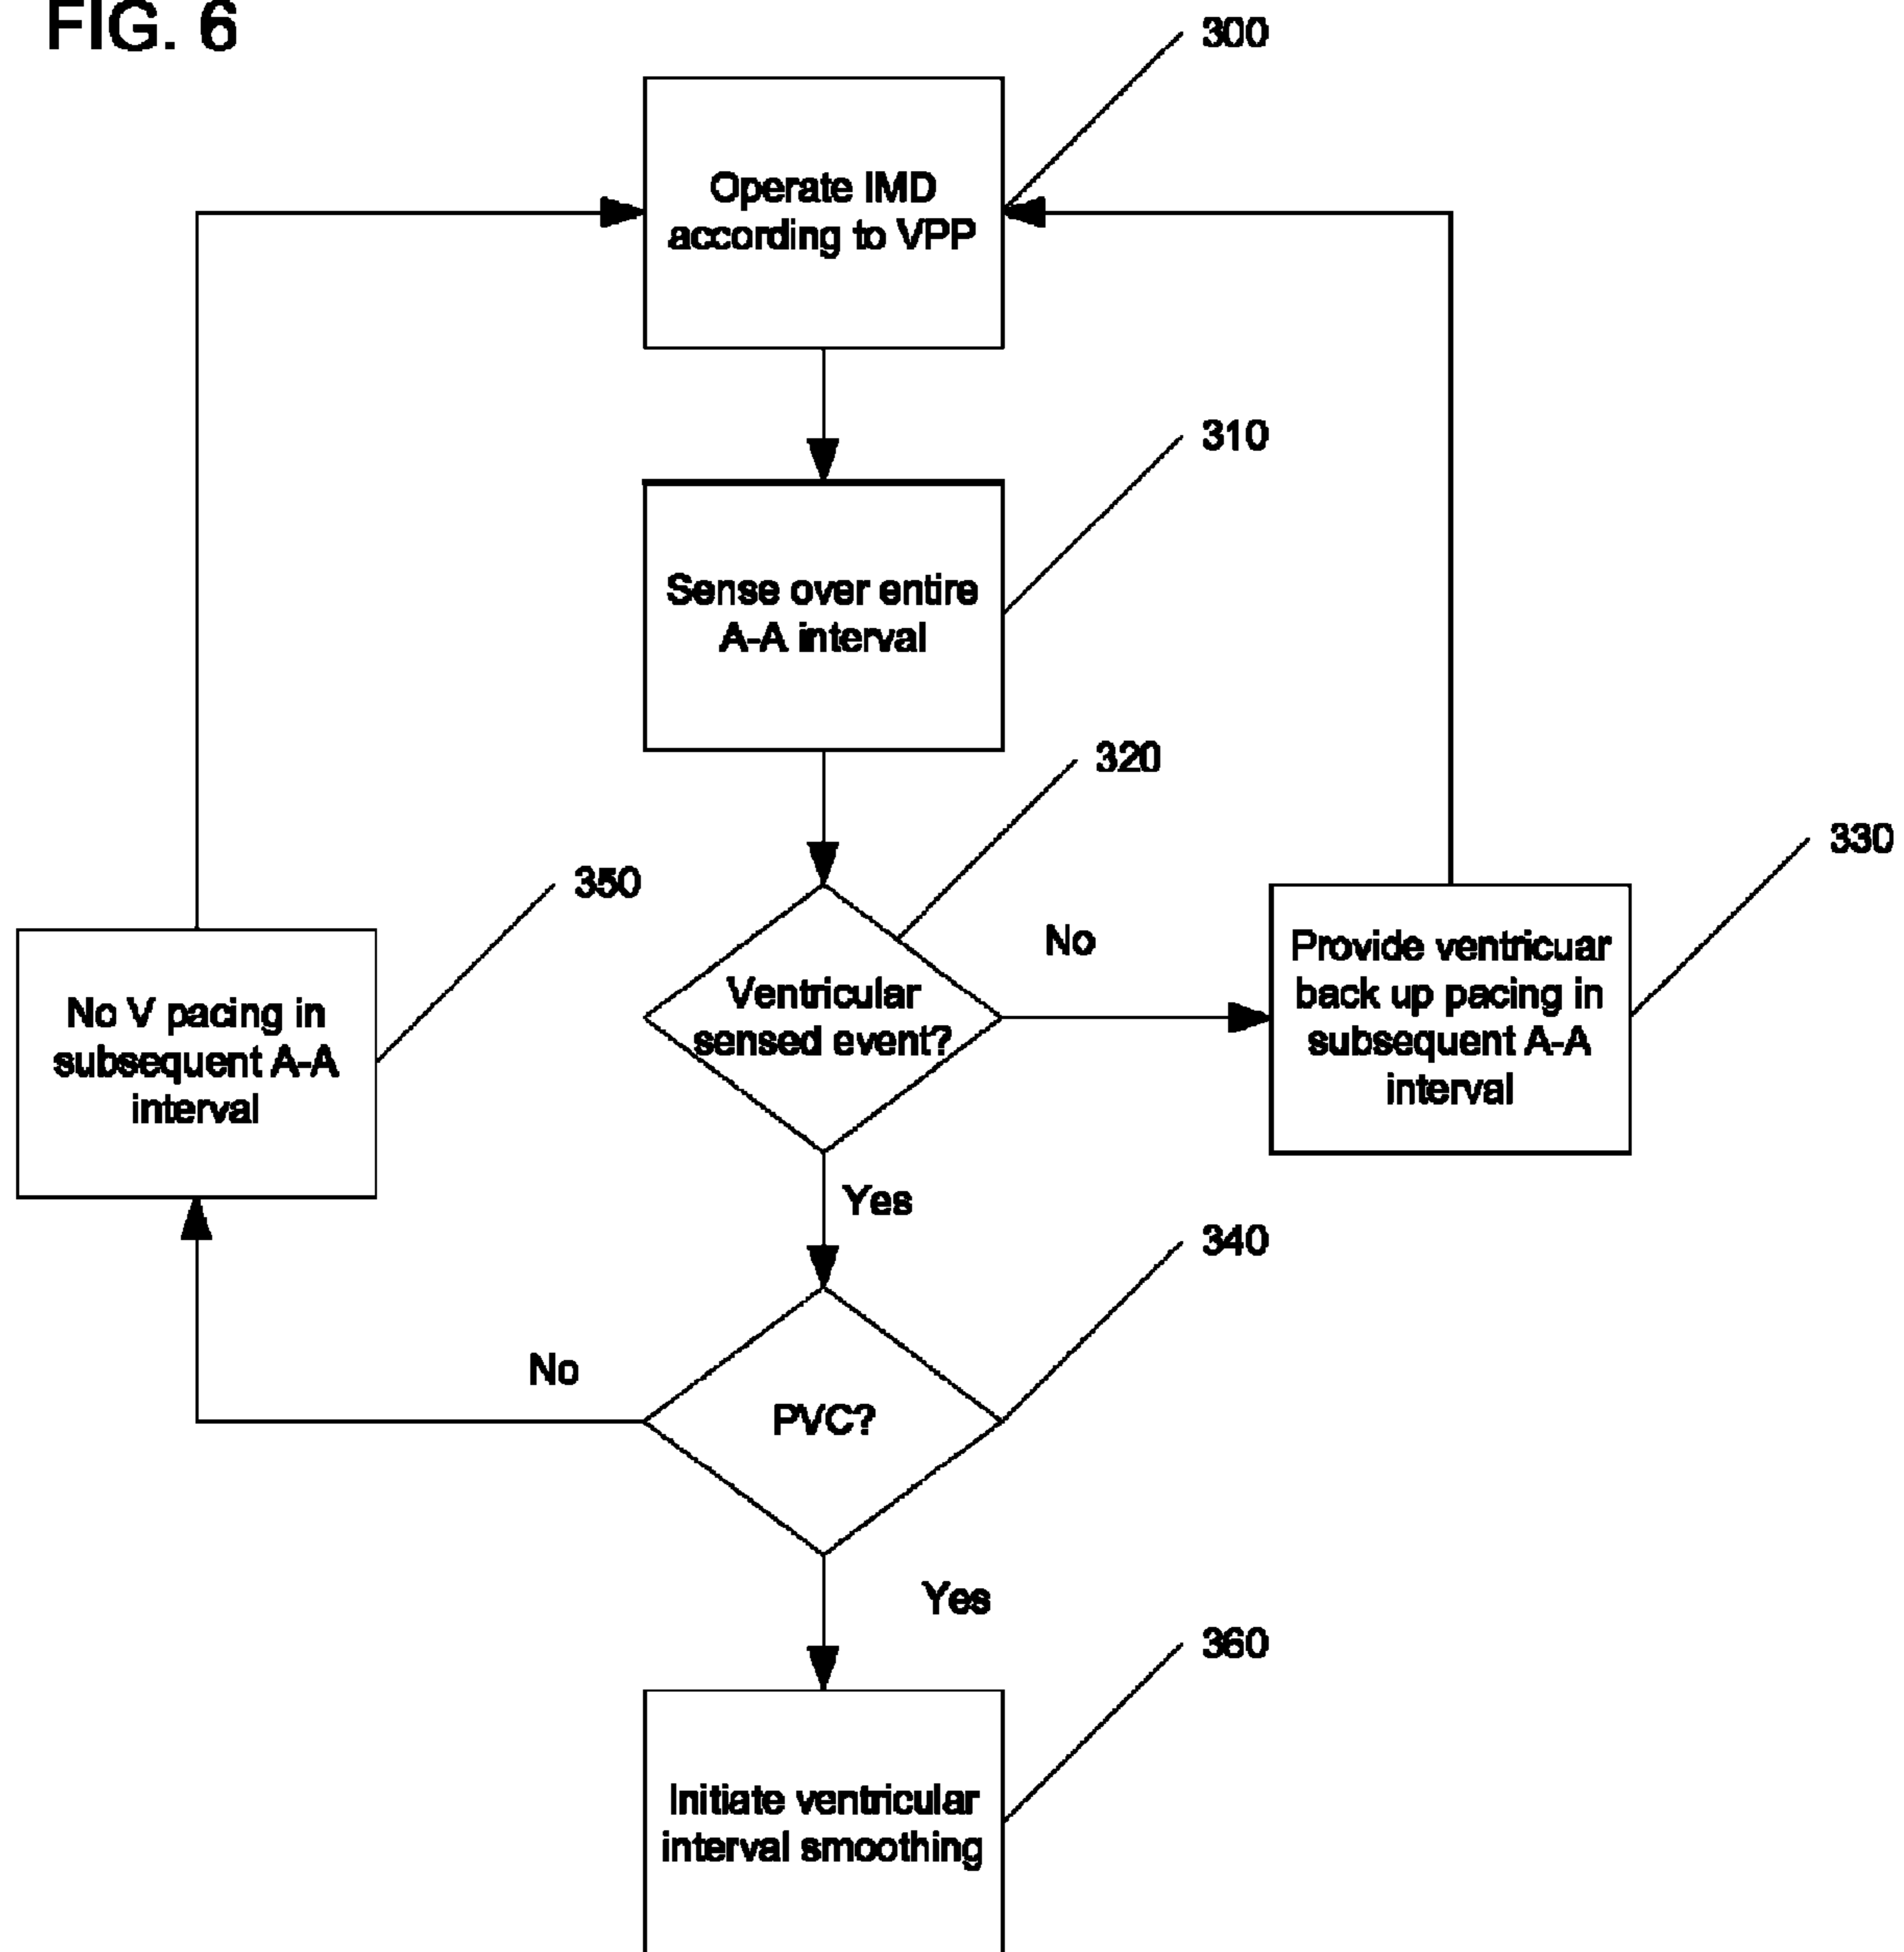 FIG. 6
300
Operate IMD
according to VPP
310
Sense over entire
A-A interval
320
330
350
No
Ventricular
sensed event?
Provide ventricuar
back up pacing in
subsequent A-A
interval
No V pacing in
subsequent A-A
interval
Yes
340
No
PVC?
Yes
360
Initiate ventricular
interval smoothing